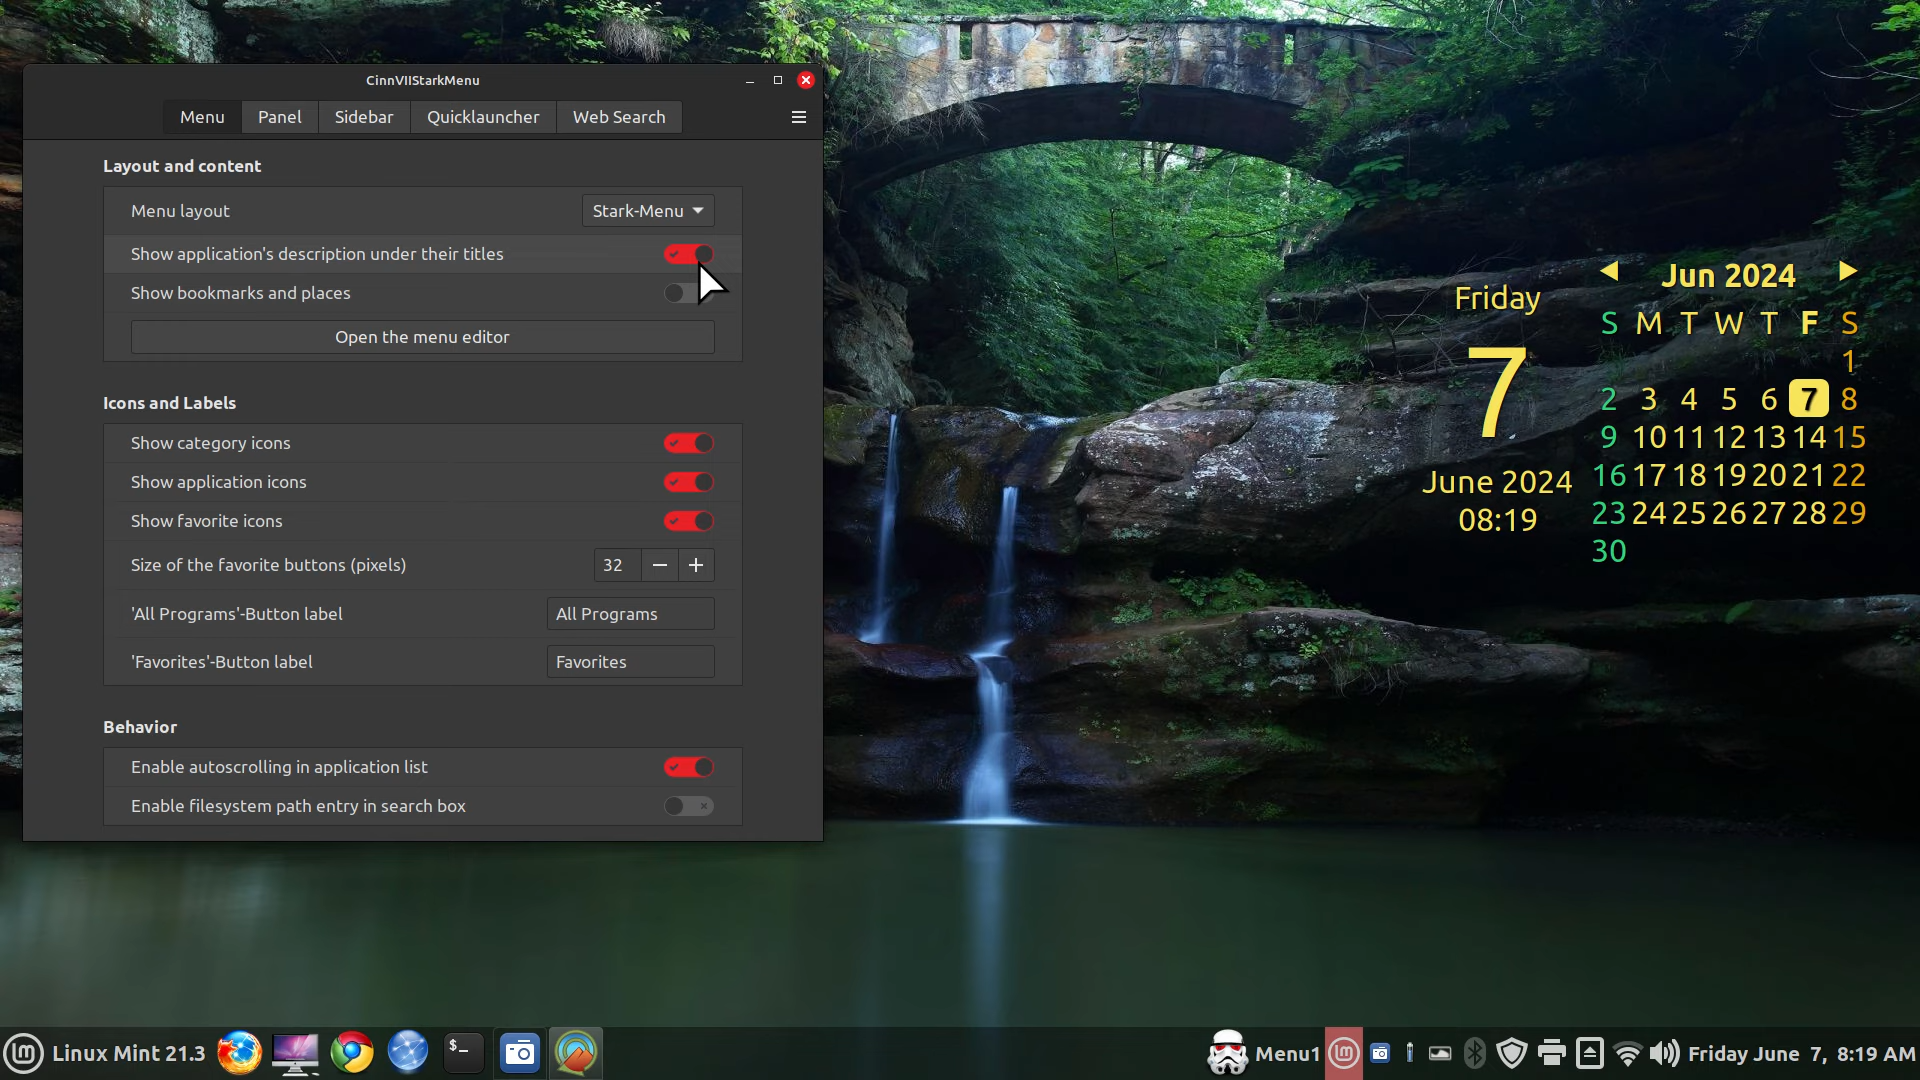 CinnVIIStarkMenu
Menu
Panel
Sidebar
Quicklauncher
Web Search
Layout and content
Menu layout
Stark-Menu
Show application's description under their titles
Show bookmarks and places
Open the menu editor
Icons and Labels
Show category icons
Show application icons
Show favorite icons
Size of the favorite buttons (pixels)
32
'All Programs'-Button label
All Programs
'Favorites'-Button label
Favorites
Behavior
Enable autoscrolling in application list
Enable filesystem path entry in search box
Friday
7
June 2024
08:19
Jun 2024
S M T W T F S
1
2 3 4 5 6 7 8
9 10 11 12 13 14 15
16 17 18 19 20 21 22
23 24 25 26 27 28 29
30
Linux Mint 21.3
$_
Menu1
Friday June 7, 8:19 AM